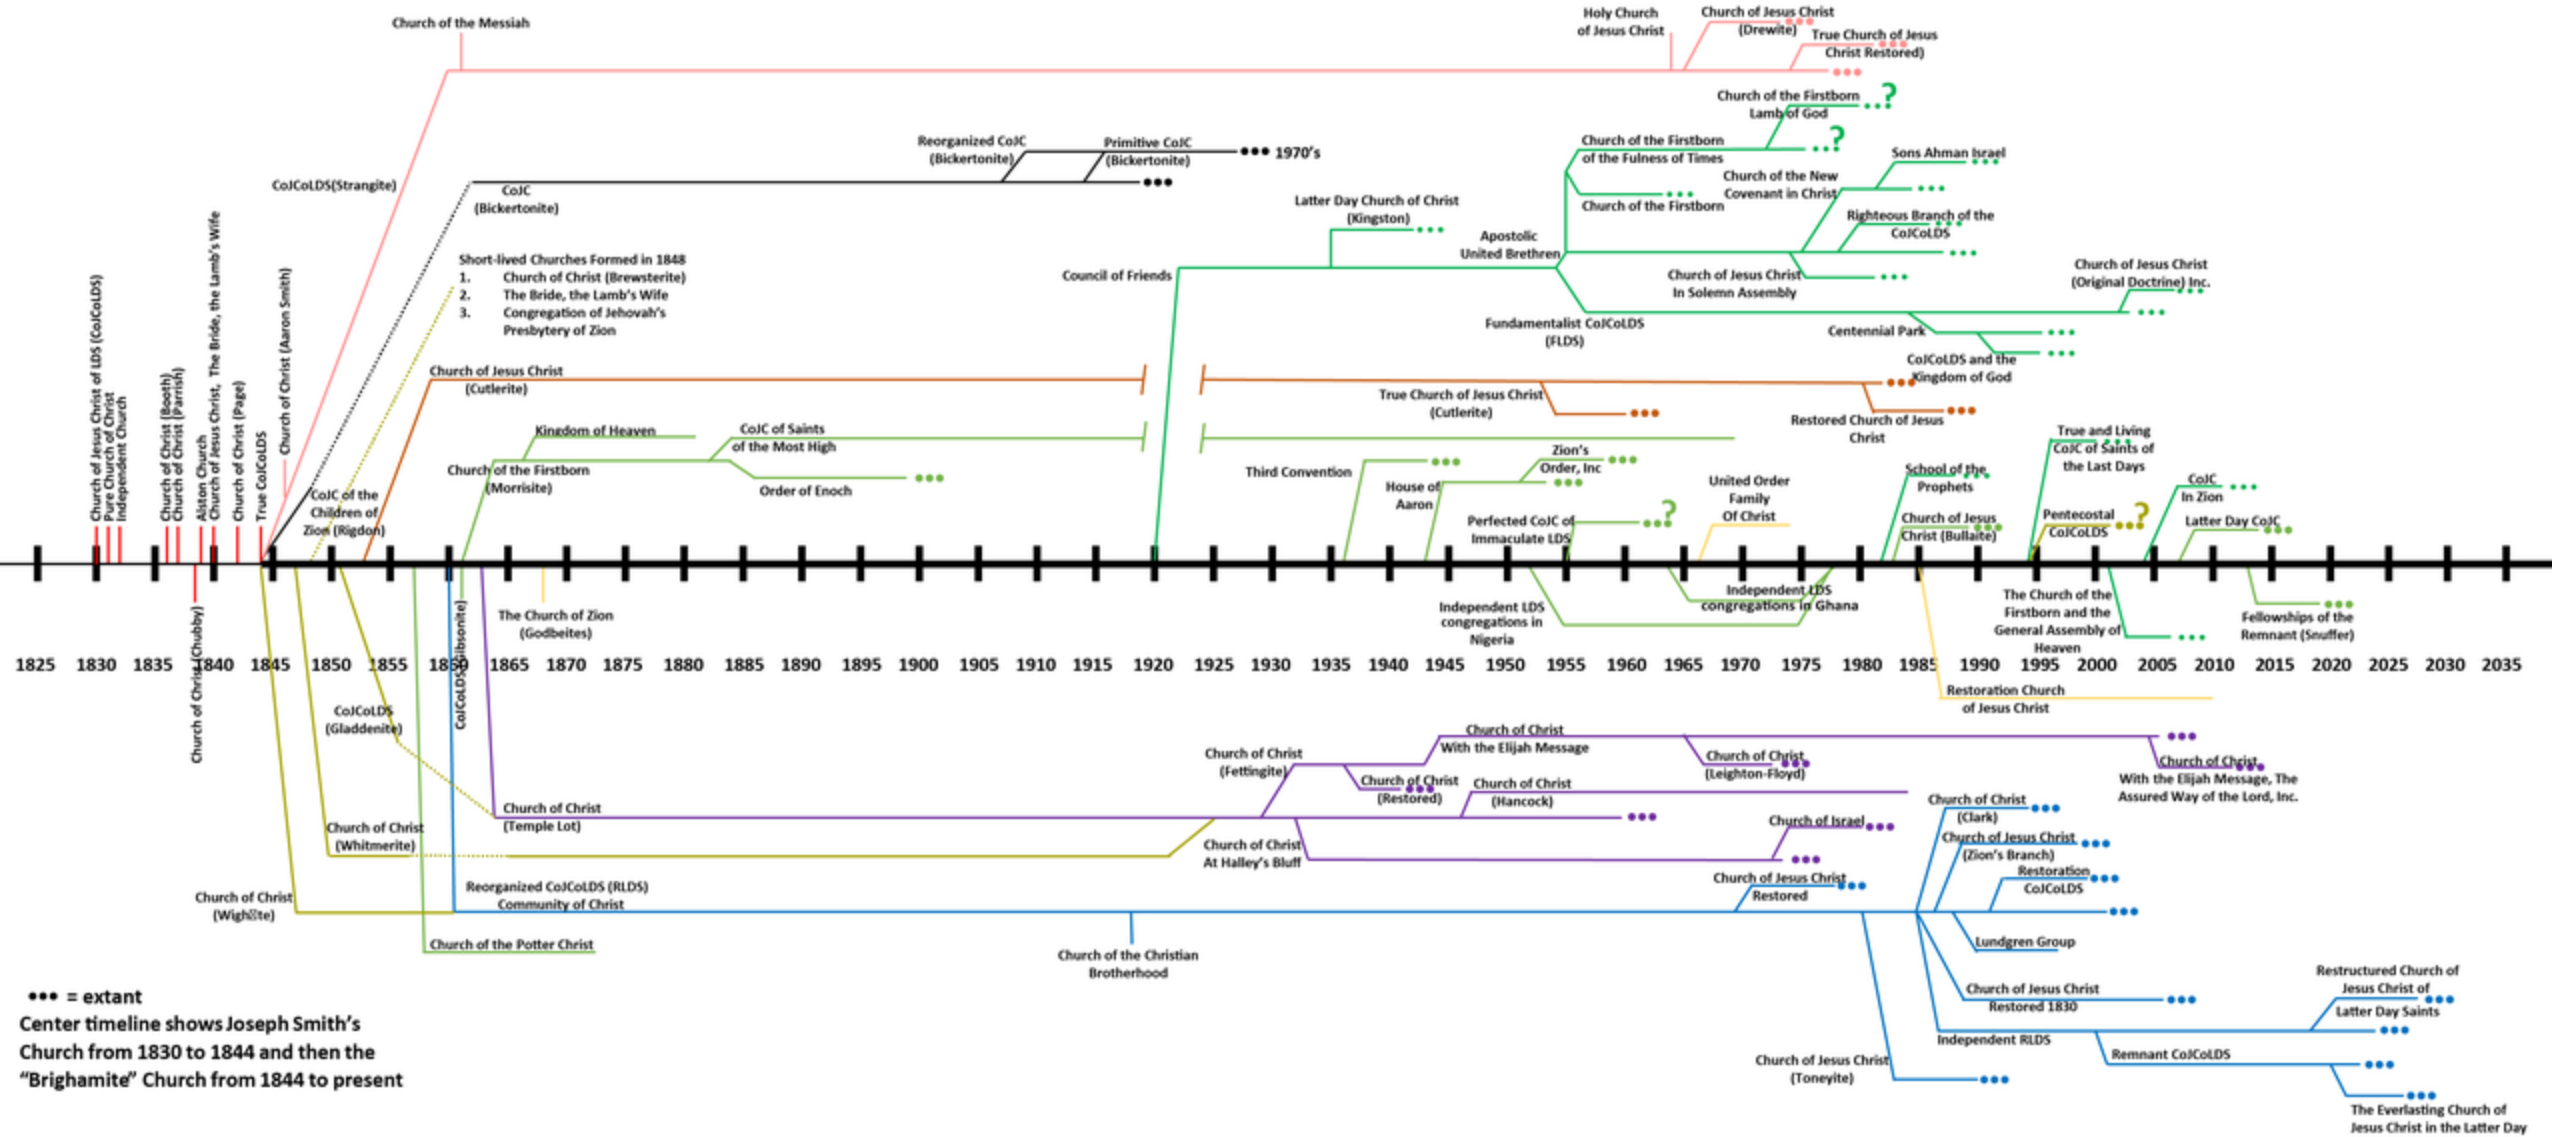 Church of the Messiah
Holy Church
of Jesus Christ
Church of Jesus Christ
(Drewite)
True Church of Jesus
Christ Restored)
Church of the Firstborn
Lamb of God
?
Church of the Firstborn
of the Fulness of Times
?
Church of the Firstborn
Reorganized CoJC
(Bickertonite)
Primitive CoJC
(Bickertonite)
1970's
Sons Ahman Israel
Church of the New
Covenant in Christ
CoJCoLDS(Strangite)
CoJC
(Bickertonite)
Latter Day Church of Christ
(Kingston)
Righteous Branch of the
CoJCoLDS
Apostolic
United Brethren
Council of Friends
Church of Jesus Christ
In Solemn Assembly
Church of Jesus Christ
(Original Doctrine) Inc.
Short-lived Churches Formed in 1848
1. Church of Christ (Brewsterite)
2. The Bride, the Lamb's Wife
3. Congregation of Jehovah's
Presbytery of Zion
Fundamentalist CoJCoLDS
(FLDS)
Centennial Park
CoJCoLDS and the
Kingdom of God
Church of Jesus Christ of LDS (CoJCoLDS)
Pure Church of Christ
Independent Church
Church of Christ (Booth)
Church of Christ (Parrish)
Alston Church
Church of Jesus Christ, The Bride, the Lamb's Wife
Church of Christ (Page)
True CoJCoLDS
Church of Christ (Aaron Smith)
Church of Jesus Christ
(Cutlerite)
True Church of Jesus Christ
(Cutlerite)
Restored Church of Jesus
Christ
Kingdom of Heaven
CoJC of Saints
of the Most High
Church of the Firstborn
(Morrisite)
Order of Enoch
CoJC of the
Children of
Zion (Rigdon)
Third Convention
House of
Aaron
Zion's
Order, Inc
Perfected CoJC of
Immaculate LDS
?
United Order
Family
Of Christ
School of the
Prophets
Church of Jesus
Christ (Bullaite)
True and Living
CoJC of Saints of
the Last Days
Pentecostal
CoJCoLDS
?
CoJC
In Zion
Latter Day CoJC
Church of Christ (Chubby)
CoJCoLDS(Gibsonite)
The Church of Zion
(Godbeites)
Independent LDS
congregations in
Nigeria
Independent LDS
congregations in Ghana
The Church of the
Firstborn and the
General Assembly of
Heaven
Fellowships of the
Remnant (Snuffer)
1825 1830 1835 1840 1845 1850 1855 1860 1865 1870 1875 1880 1885 1890 1895 1900 1905 1910 1915 1920 1925 1930 1935 1940 1945 1950 1955 1960 1965 1970 1975 1980 1985 1990 1995 2000 2005 2010 2015 2020 2025 2030 2035
Restoration Church
of Jesus Christ
CoJCoLDS
(Gladdenite)
Church of Christ
(Temple Lot)
Church of Christ
(Whitmerite)
Church of Christ
Reorganized CoJCoLDS (RLDS)
Community of Christ
Church of the Potter Christ
Church of the Christian
Brotherhood
Church of Christ
(Fettingite)
Church of Christ
With the Elijah Message
Church of Christ
(Restored)
Church of Christ
(Hancock)
Church of Christ
(Leighton-Floyd)
Church of Christ
With the Elijah Message, The
Assured Way of the Lord, Inc.
Church of Christ
At Halley's Bluff
Church of Israel
Church of Jesus Christ
Restored
Church of Christ
(Clark)
Church of Jesus Christ
(Zion's Branch)
Restoration
CoJCoLDS
Lundgren Group
Church of Jesus Christ
Restored 1830
Independent RLDS
Restructured Church of
Jesus Christ of
Latter Day Saints
Remnant CoJCoLDS
Church of Jesus Christ
(Toneyite)
The Everlasting Church of
Jesus Christ in the Latter Day
●●● = extant
Center timeline shows Joseph Smith's
Church from 1830 to 1844 and then the
"Brighamite" Church from 1844 to present